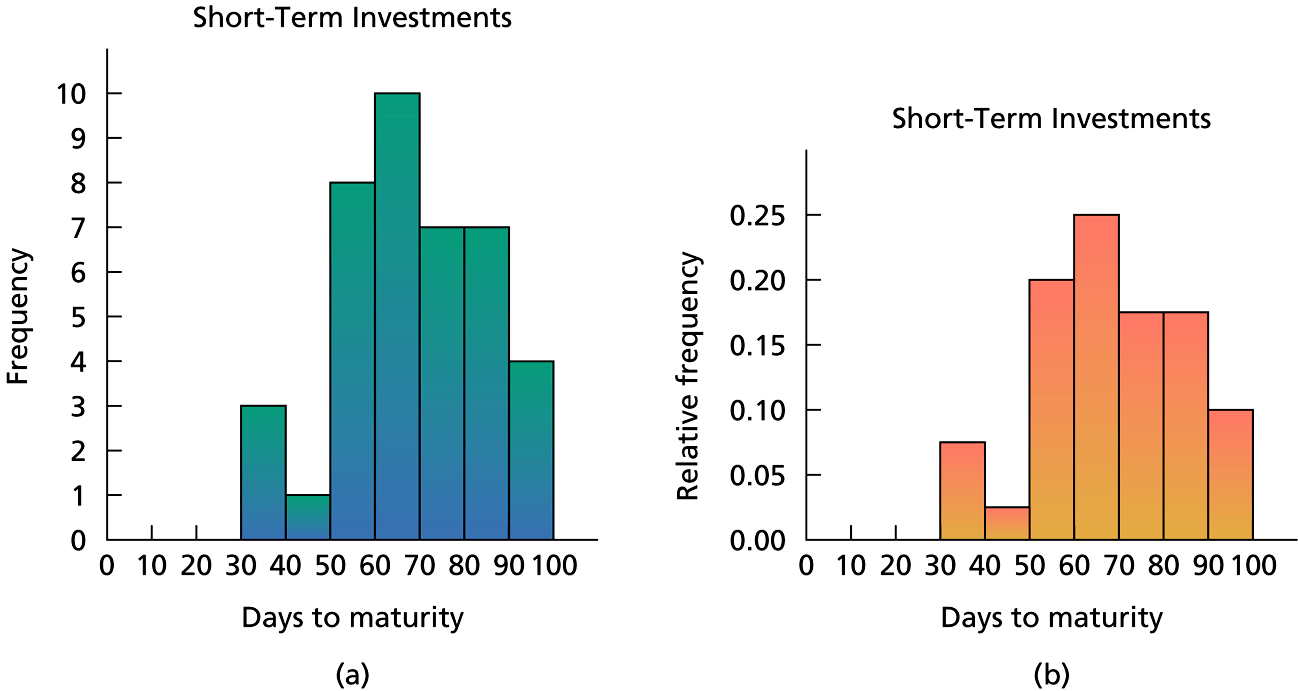 Short-Term Investments
10
9
8
7
6
5
4
3
2
1
0
Frequency
0 10 20 30 40 50 60 70 80 90 100
Days to maturity
(a)
Short-Term Investments
0.25
0.20
0.15
0.10
0.05
0.00
Relative frequency
0 10 20 30 40 50 60 70 80 90 100
Days to maturity
(b)